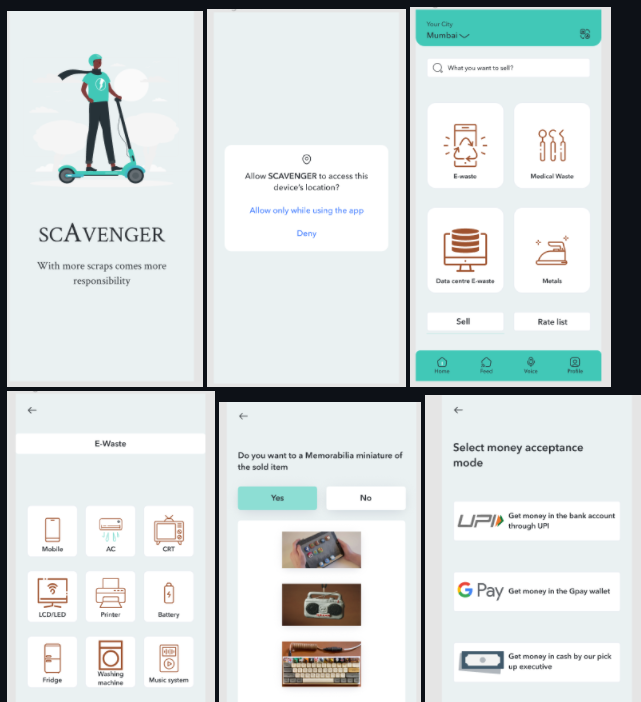 SCAVENGER
With more scraps comes more
responsibility
Allow SCAVENGER to access this
device's location?
Allow only while using the app
Deny
Your City
Mumbai
What you want to sell?
E-waste
Medical Waste
Data centre E-waste
Metals
Sell
Rate list
Home
Feed
Voice
Profile
E-Waste
Mobile
AC
CRT
LCD/LED
Printer
Battery
Fridge
Washing
machine
Music system
Do you want to a Memorabilia miniature of
the sold item
Yes
No
Select money acceptance
mode
UPI
Get money in the bank account
through UPI
G Pay
Get money in the Gpay wallet
Get money in cash by our pick
up executive